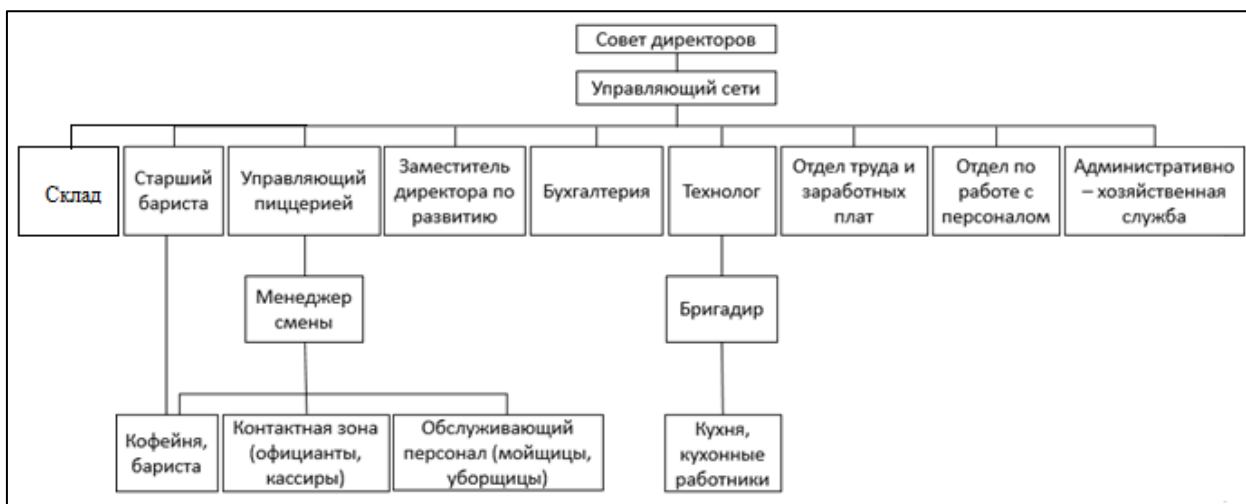 Совет директоров
Управляющий сети
Склад
Старший
бариста
Управляющий
пиццерией
Заместитель
директора по
развитию
Бухгалтерия
Технолог
Отдел труда и
заработных
плат
Отдел по
работе с
персоналом
Административно
– хозяйственная
служба
Менеджер
смены
Бригадир
Кофейня,
бариста
Контактная зона
(официанты,
кассиры)
Обслуживающий
персонал (мойщицы,
уборщицы)
Кухня,
кухонные
работники